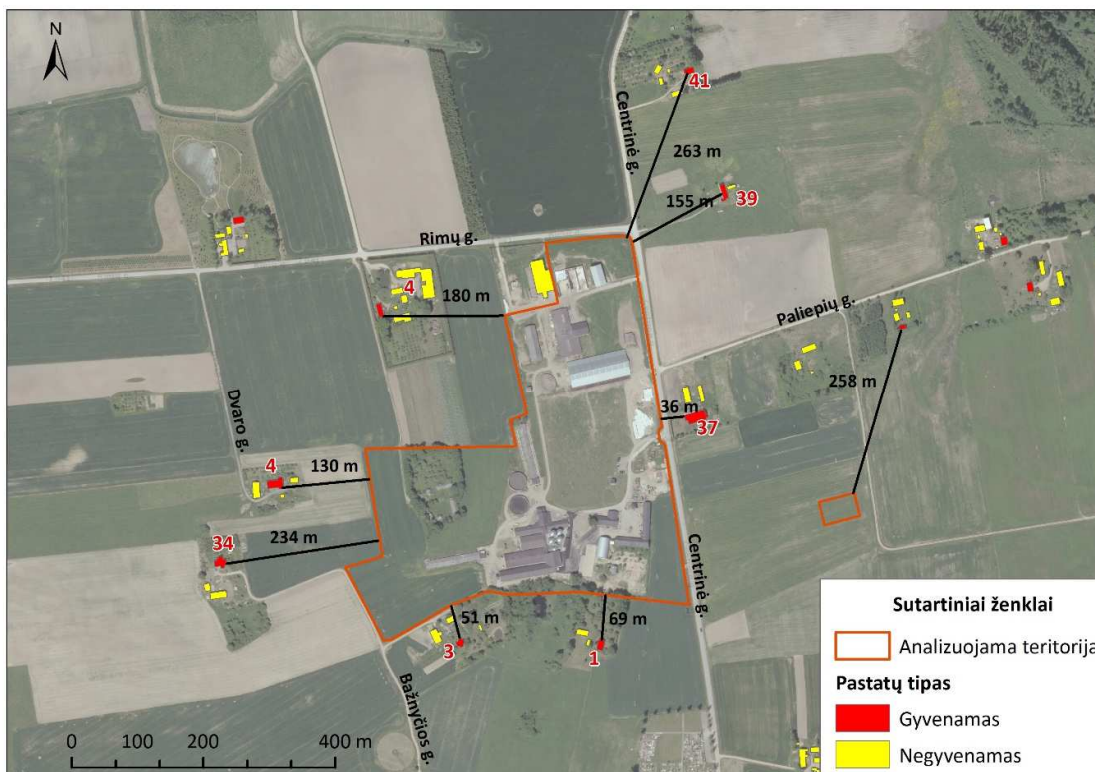 N
41
Centrinė g.
263 m
39
155 m
Rimų g.
4
180 m
Paliepių g.
258 m
36 m
37
Dvaro g.
4
130 m
34
234 m
Centrinė g.
51 m
3
69 m
1
Bažnyčios g.
0 100 200 400 m
Sutartiniai ženklai
Analizuojama teritorija
Pastatų tipas
Gyvenamas
Negyvenamas